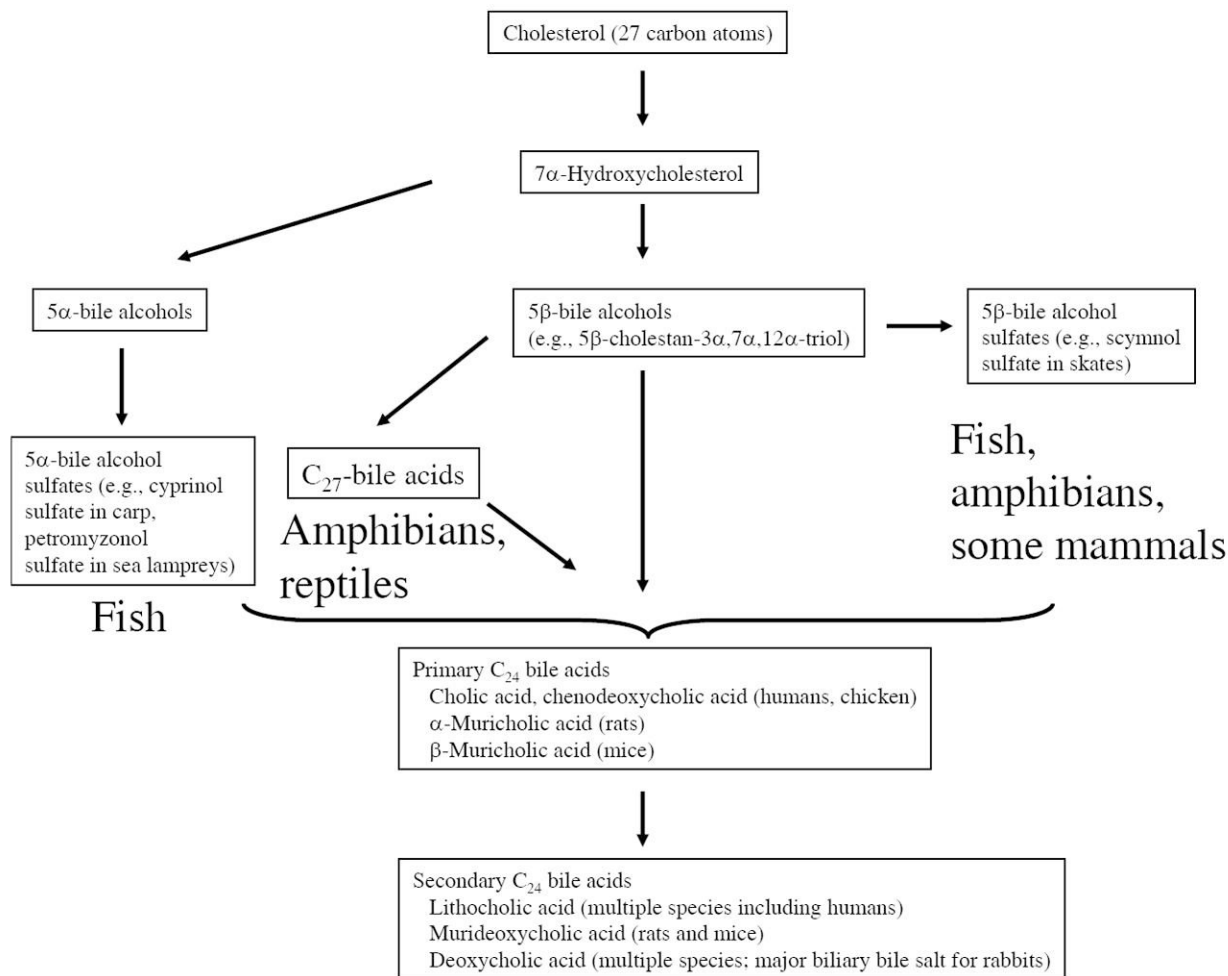 Cholesterol (27 carbon atoms)
7α-Hydroxycholesterol
5α-bile alcohols
5β-bile alcohols
(e.g., 5β-cholestan-3α,7α,12α-triol)
5β-bile alcohol
sulfates (e.g., scymnol
sulfate in skates)
5α-bile alcohol
sulfates (e.g., cyprinol
sulfate in carp,
petromyzonol
sulfate in sea lampreys)
Fish
C₂₇-bile acids
Amphibians,
reptiles
Fish,
amphibians,
some mammals
Primary C₂₄ bile acids
Cholic acid, chenodeoxycholic acid (humans, chicken)
α-Muricholic acid (rats)
β-Muricholic acid (mice)
Secondary C₂₄ bile acids
Lithocholic acid (multiple species including humans)
Murideoxycholic acid (rats and mice)
Deoxycholic acid (multiple species; major biliary bile salt for rabbits)